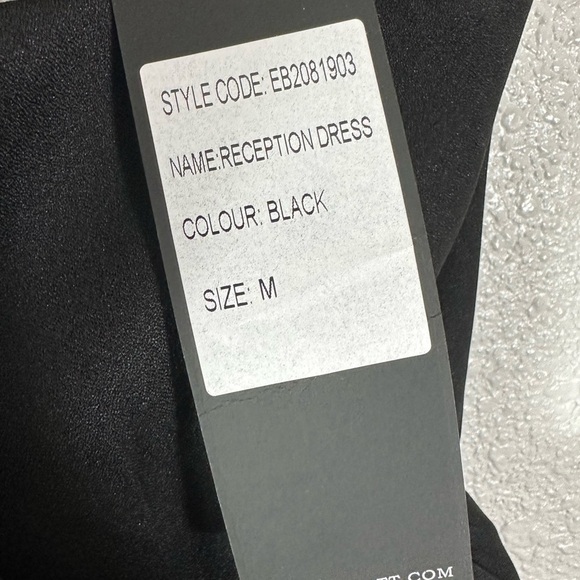 STYLE CODE: EB2081903
NAME:RECEPTION DRESS
COLOUR: BLACK
SIZE: M